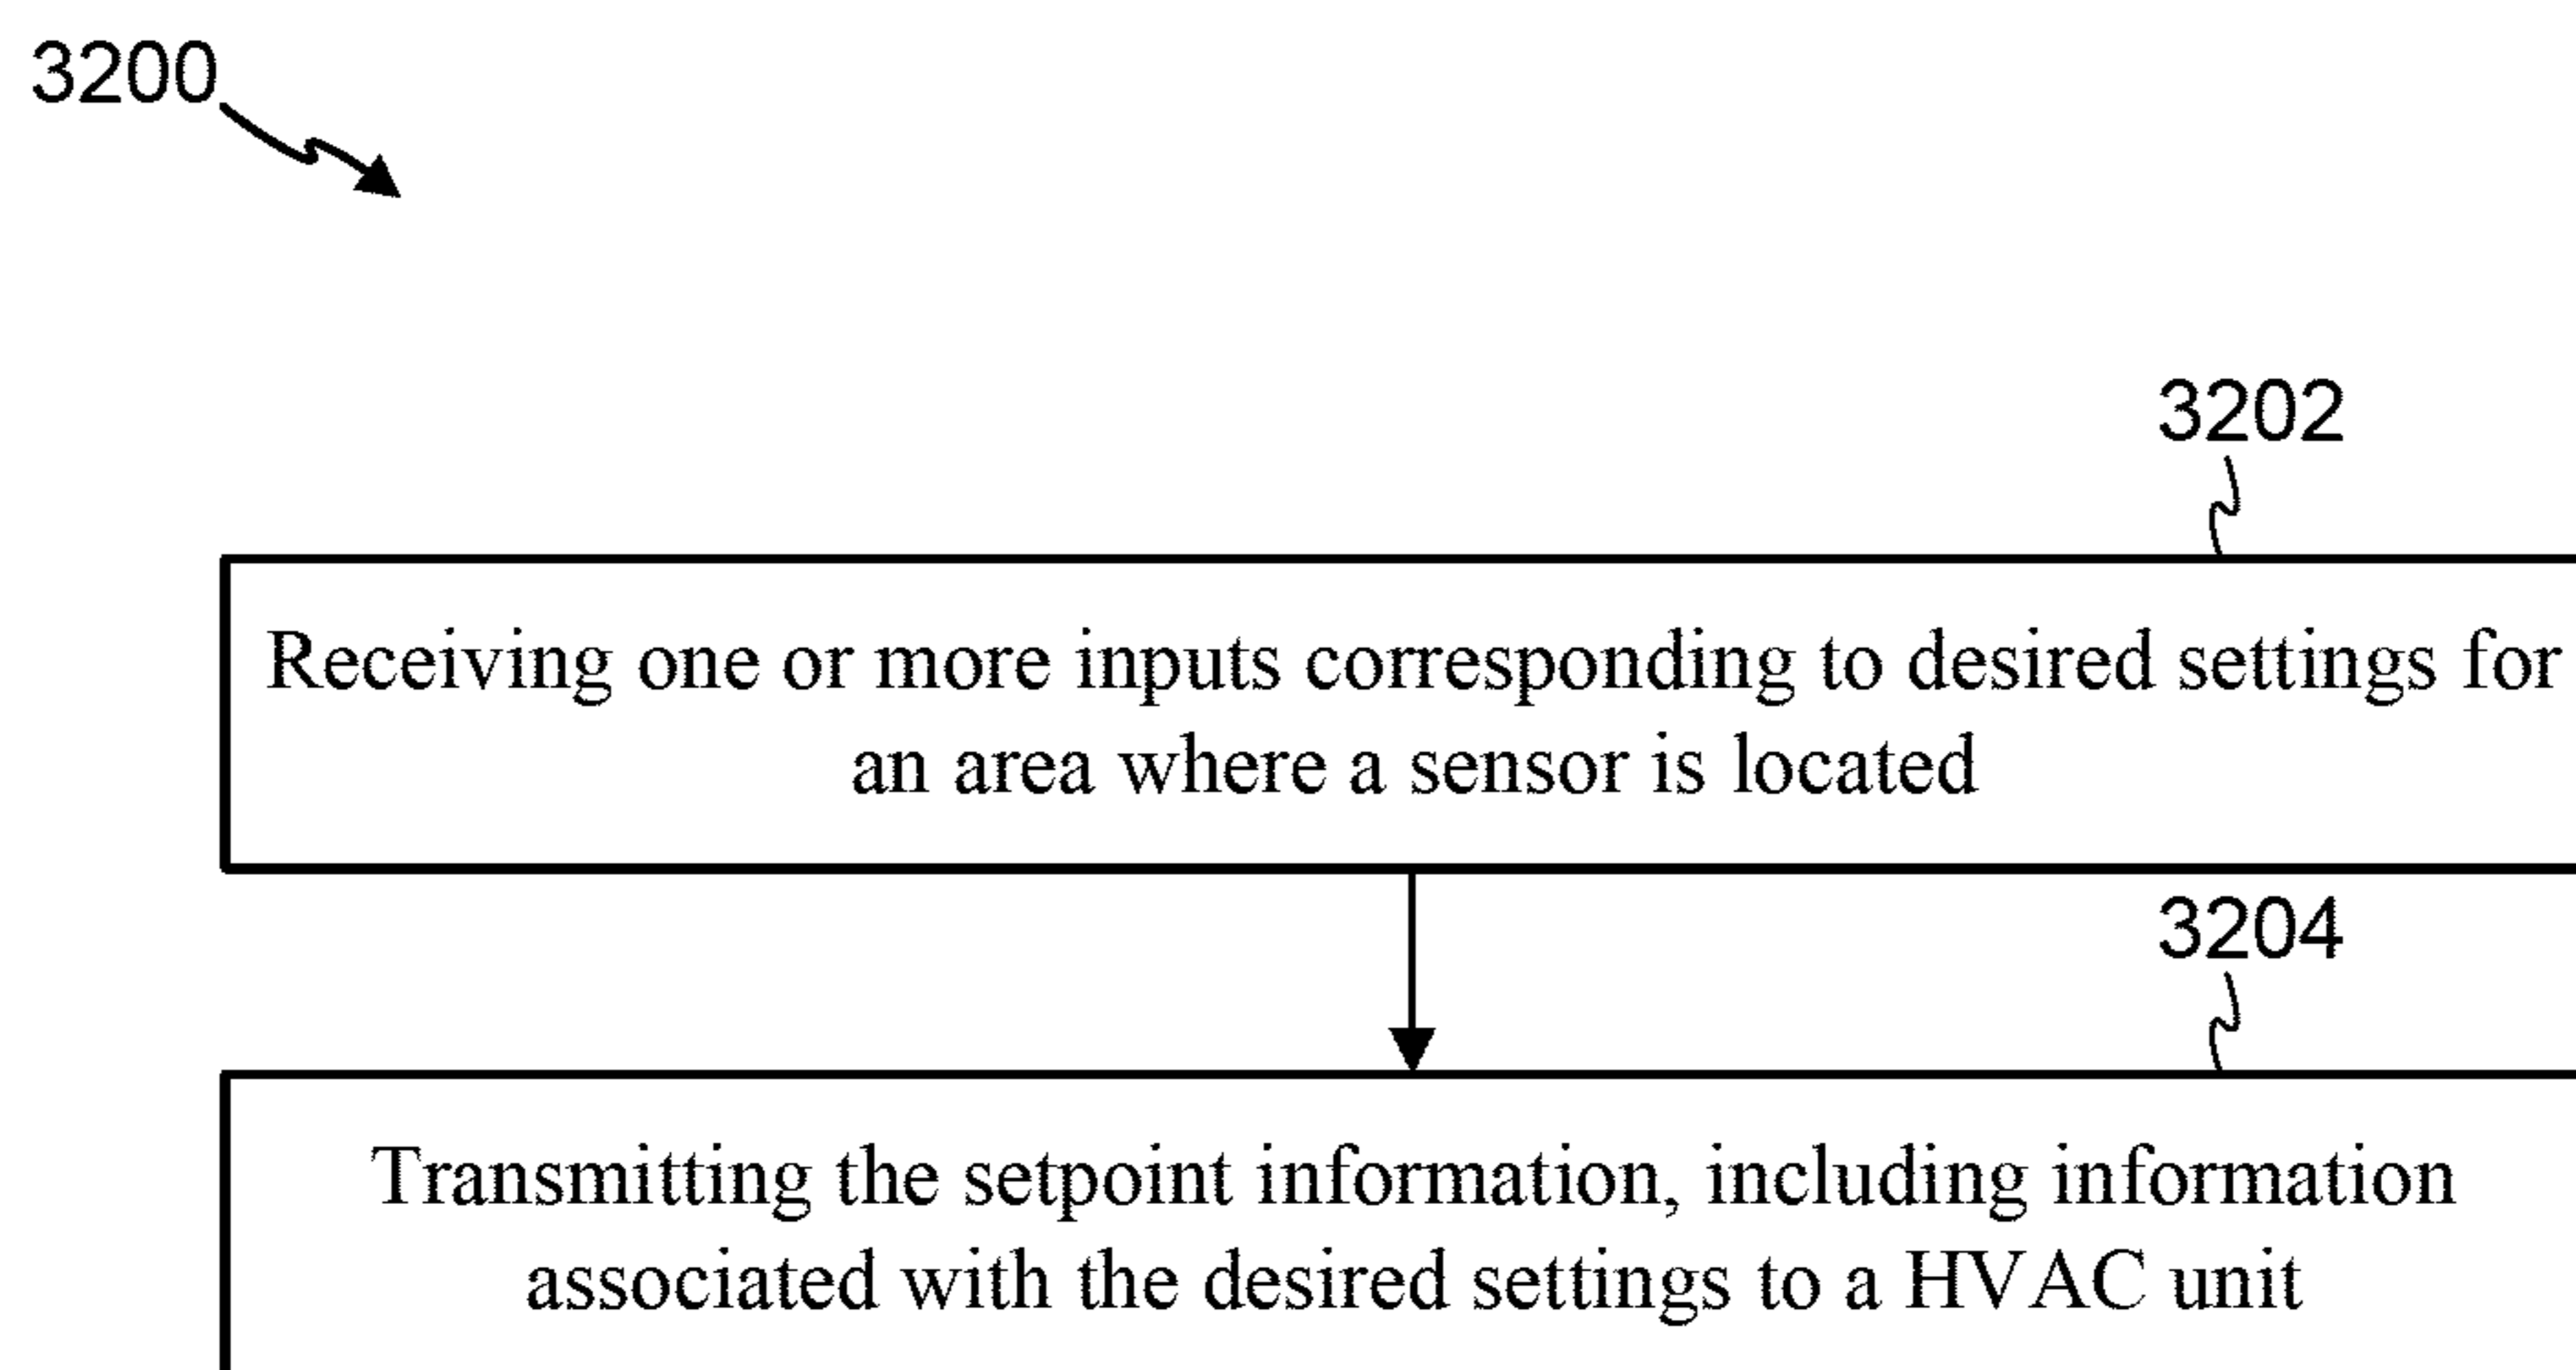 3200
3202
Receiving one or more inputs corresponding to desired settings for
an area where a sensor is located
3204
Transmitting the setpoint information, including information
associated with the desired settings to a HVAC unit